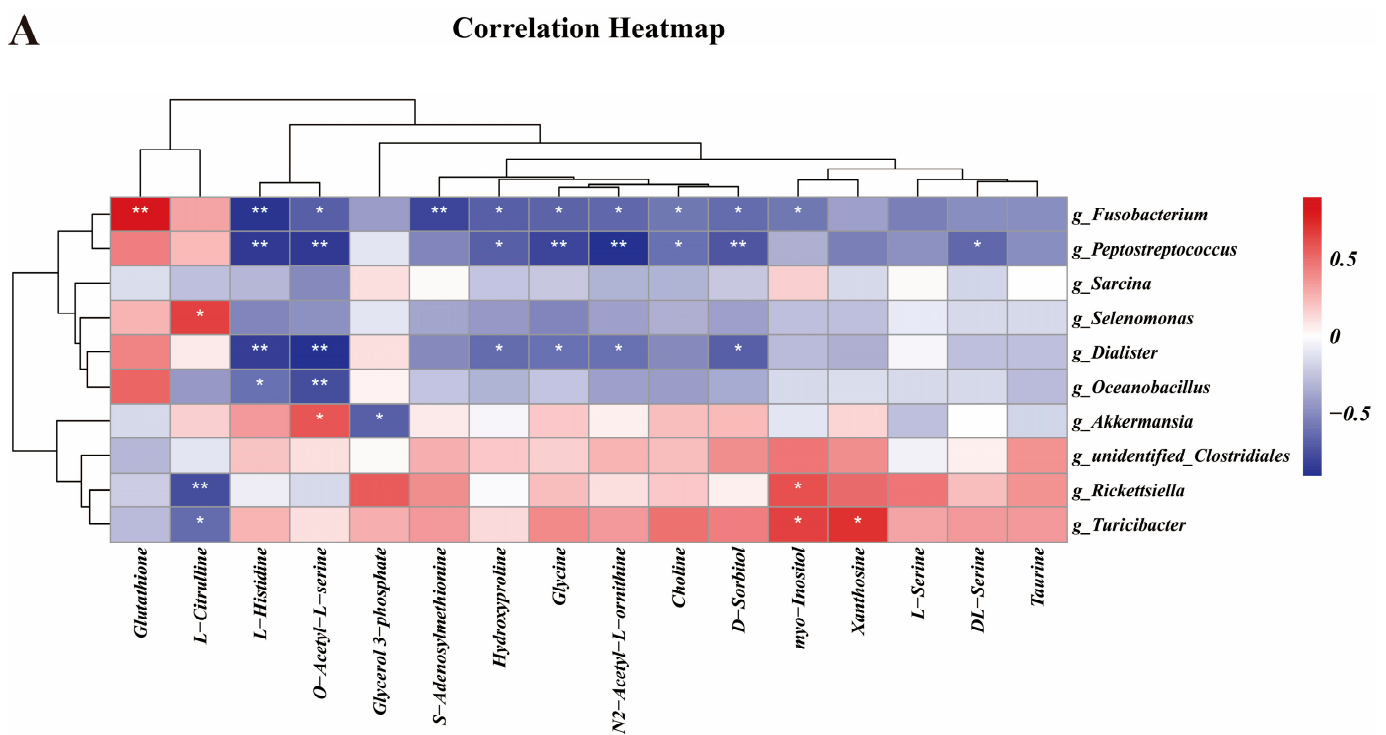 A
Correlation Heatmap
** ** * ** * * * * * * g_Fusobacterium
** ** * ** ** * ** * g_Peptostreptococcus
g_Sarcina
* g_Selenomonas
** ** * * * * g_Dialister
* ** g_Oceanobacillus
* * g_Akkermansia
g_unidentified_Clostridiales
** * g_Rickettsiella
* * * g_Turicibacter
0.5
0
−0.5
Glutathione
L−Citrulline
L−Histidine
O−Acetyl−L−serine
Glycerol 3−phosphate
S−Adenosylmethionine
Hydroxyproline
Glycine
N2−Acetyl−L−ornithine
Choline
D−Sorbitol
myo−Inositol
Xanthosine
L−Serine
DL−Serine
Taurine